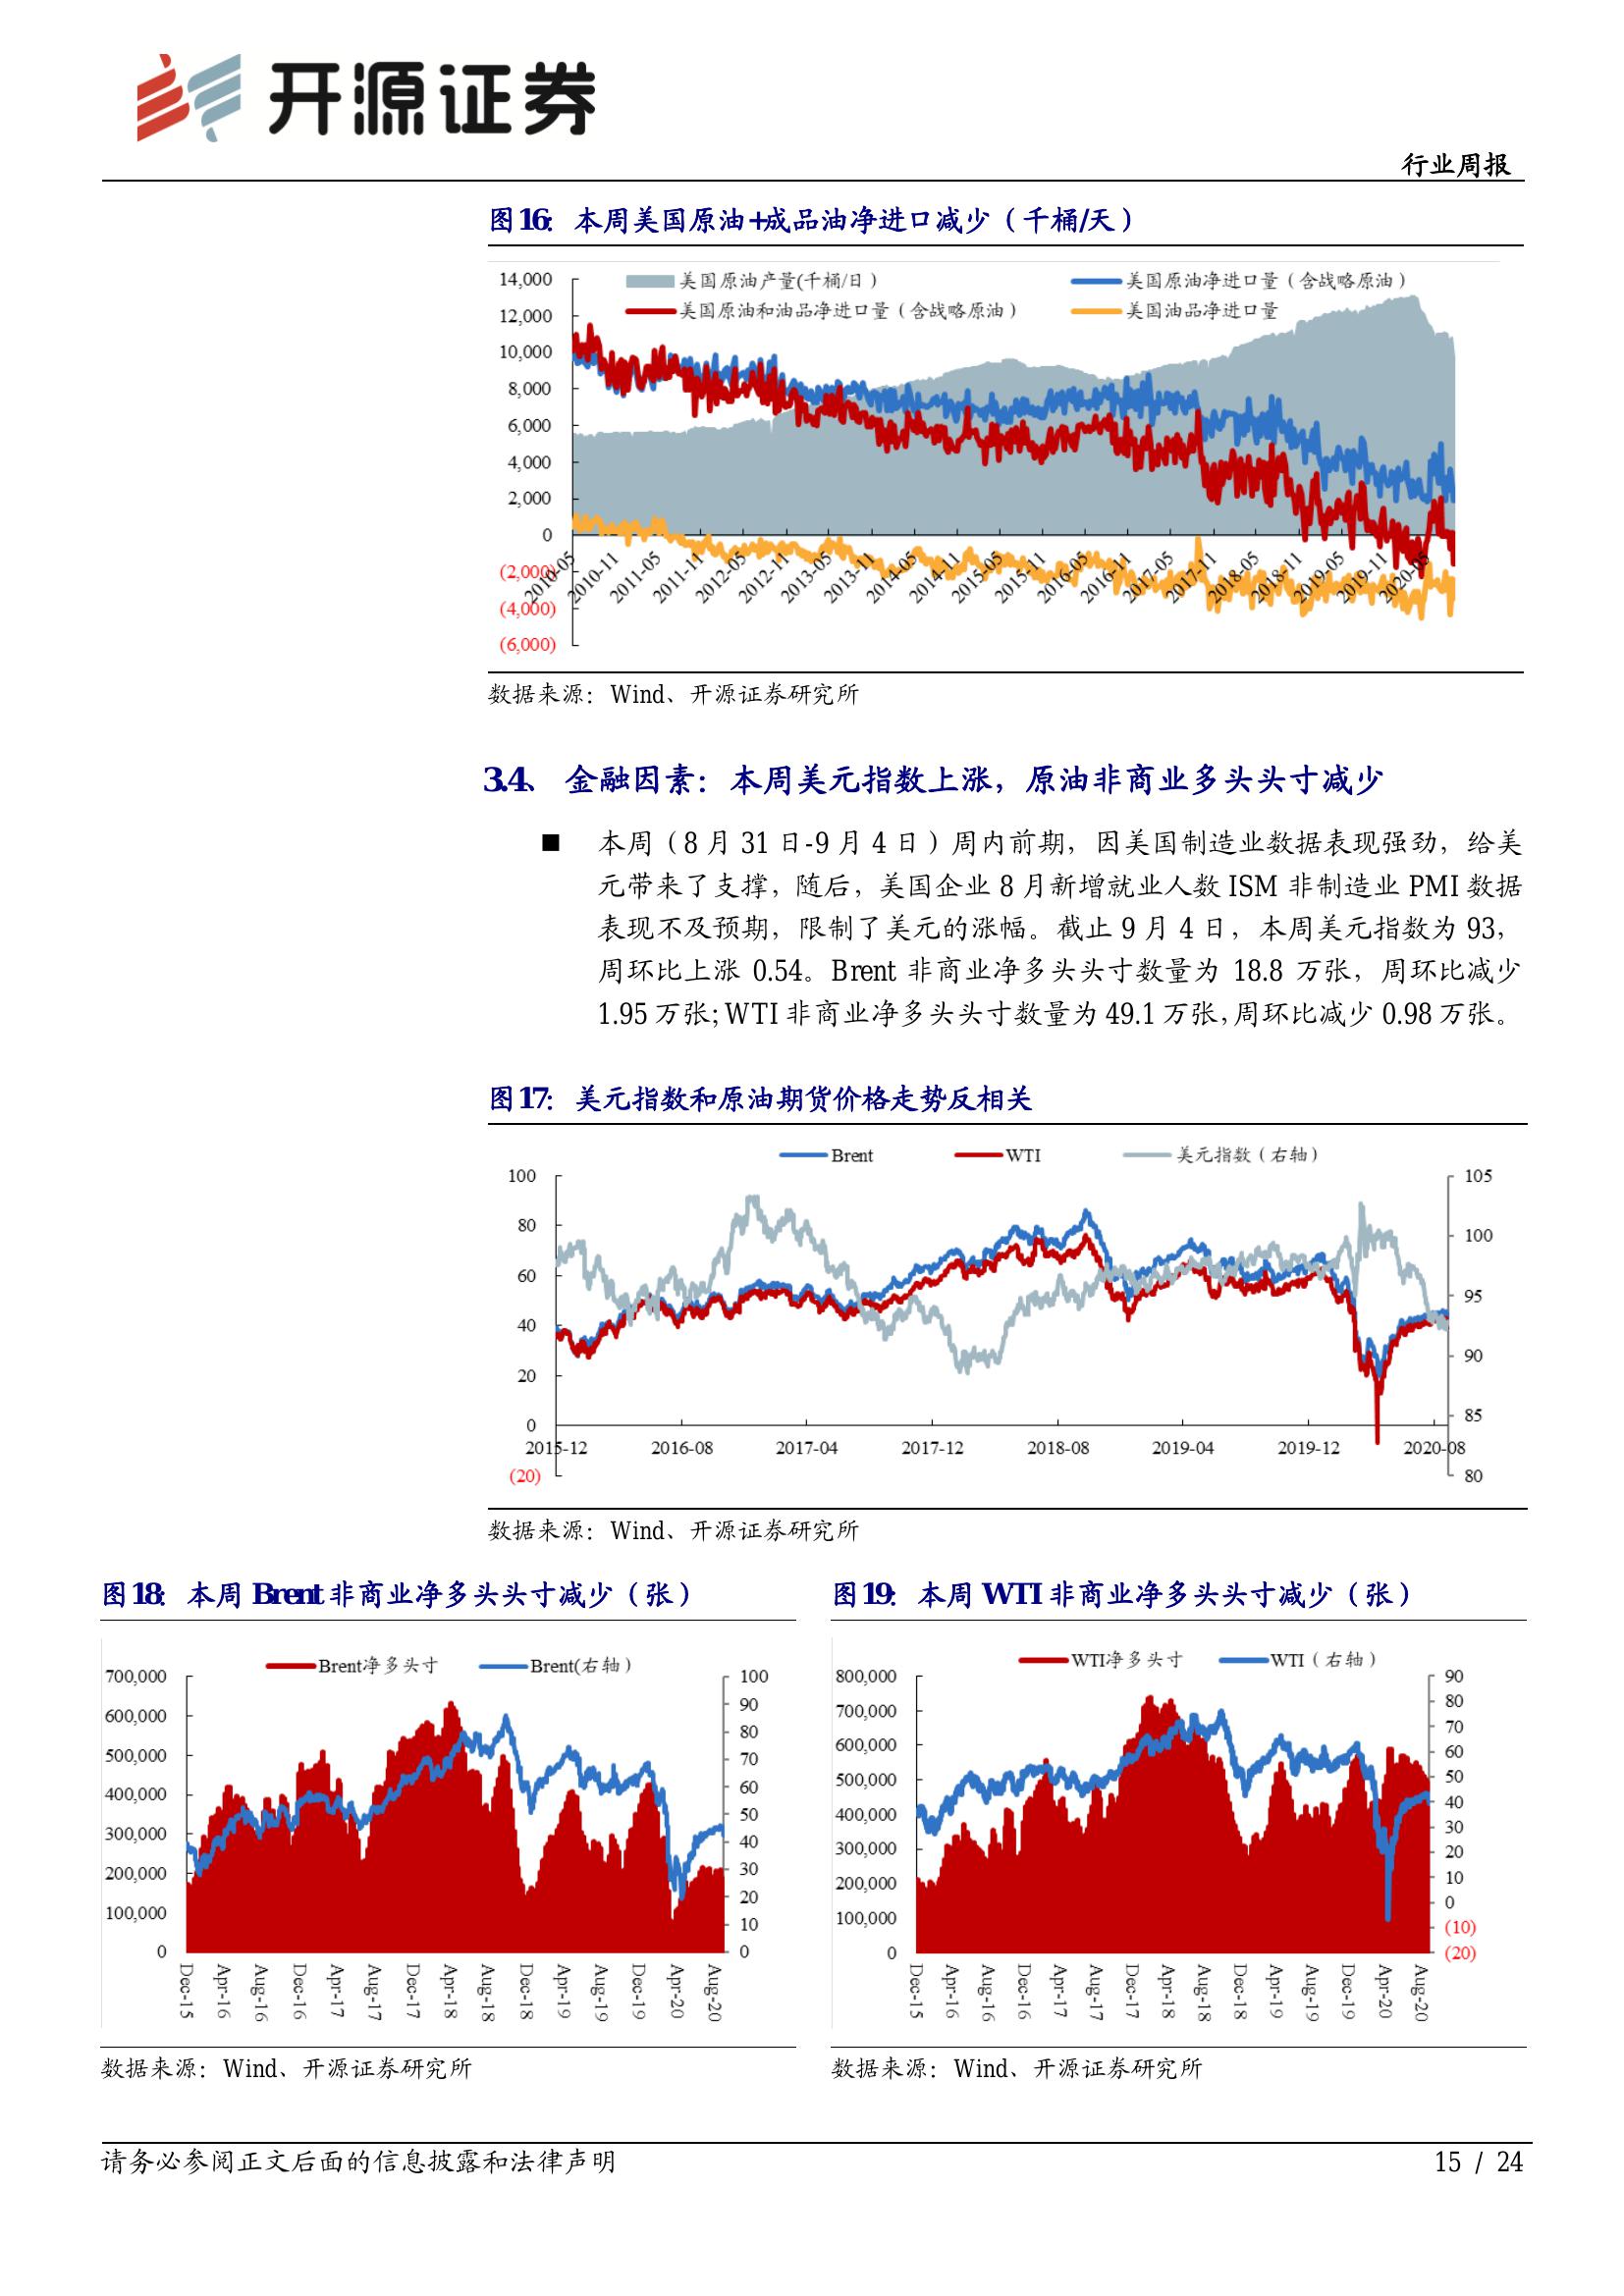 开源证券
行业周报
图16：本周美国原油+成品油净进口减少（千桶/天）
美国原油产量(千桶/日）
美国原油净进口量（含战略原油）
美国原油和油品净进口量（含战略原油）
美国油品净进口量
14,000
12,000
10,000
8,000
6,000
4,000
2,000
0
(2,000)
(4,000)
(6,000)
2010-05 2010-11 2011-05 2011-11 2012-05 2012-11 2013-05 2013-11 2014-05 2014-11 2015-05 2015-11 2016-05 2016-11 2017-05 2017-11 2018-05 2018-11 2019-05 2019-11 2020-05
数据来源：Wind、开源证券研究所
3.4、 金融因素：本周美元指数上涨，原油非商业多头头寸减少
■ 本周（8 月 31 日-9 月 4 日）周内前期，因美国制造业数据表现强劲，给美
元带来了支撑，随后，美国企业 8 月新增就业人数 ISM 非制造业 PMI 数据
表现不及预期，限制了美元的涨幅。截止 9 月 4 日，本周美元指数为 93，
周环比上涨 0.54。Brent 非商业净多头头寸数量为 18.8 万张，周环比减少
1.95 万张；WTI 非商业净多头头寸数量为 49.1 万张，周环比减少 0.98 万张。
图17：美元指数和原油期货价格走势反相关
Brent WTI 美元指数（右轴）
100
80
60
40
20
0
(20)
105
100
95
90
85
80
2015-12 2016-08 2017-04 2017-12 2018-08 2019-04 2019-12 2020-08
数据来源：Wind、开源证券研究所
图18：本周 Brent 非商业净多头头寸减少（张）
Brent净多头寸 Brent(右轴）
700,000
600,000
500,000
400,000
300,000
200,000
100,000
0
100
90
80
70
60
50
40
30
20
10
0
Dec-15 Apr-16 Aug-16 Dec-16 Apr-17 Aug-17 Dec-17 Apr-18 Aug-18 Dec-18 Apr-19 Aug-19 Dec-19 Apr-20 Aug-20
数据来源：Wind、开源证券研究所
图19：本周 WTI 非商业净多头头寸减少（张）
WTI净多头寸 WTI（右轴）
800,000
700,000
600,000
500,000
400,000
300,000
200,000
100,000
0
90
80
70
60
50
40
30
20
10
0
(10)
(20)
Dec-15 Apr-16 Aug-16 Dec-16 Apr-17 Aug-17 Dec-17 Apr-18 Aug-18 Dec-18 Apr-19 Aug-19 Dec-19 Apr-20 Aug-20
数据来源：Wind、开源证券研究所
请务必参阅正文后面的信息披露和法律声明
15 / 24